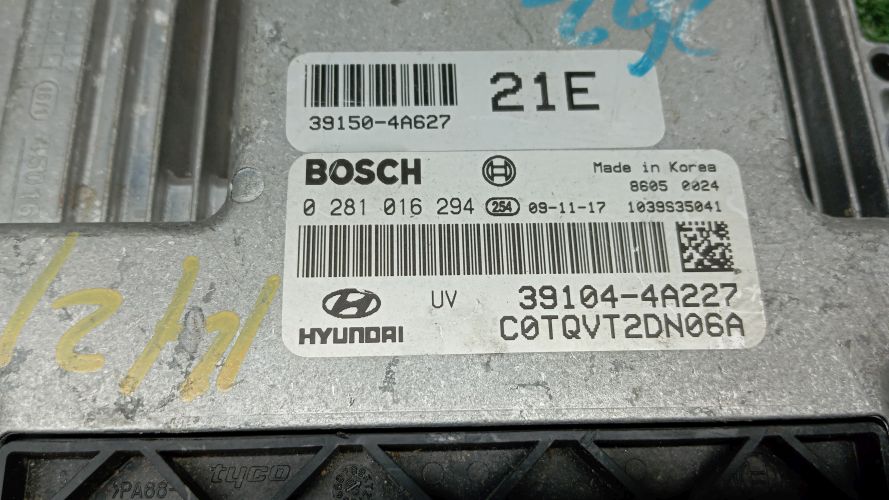 39150-4A627
21E
BOSCH
Made in Korea
8605 0024
0 281 016 294 254 09-11-17 1039S35041
UV 39104-4A227
HYUNDAI C0TQVT2DN06A
tyco